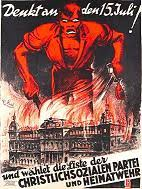 Denkt an den 15. Juli!
und wählet die Liste der
CHRISTLICHSOZIALEN PARTEI
UND HEIMATWEHR